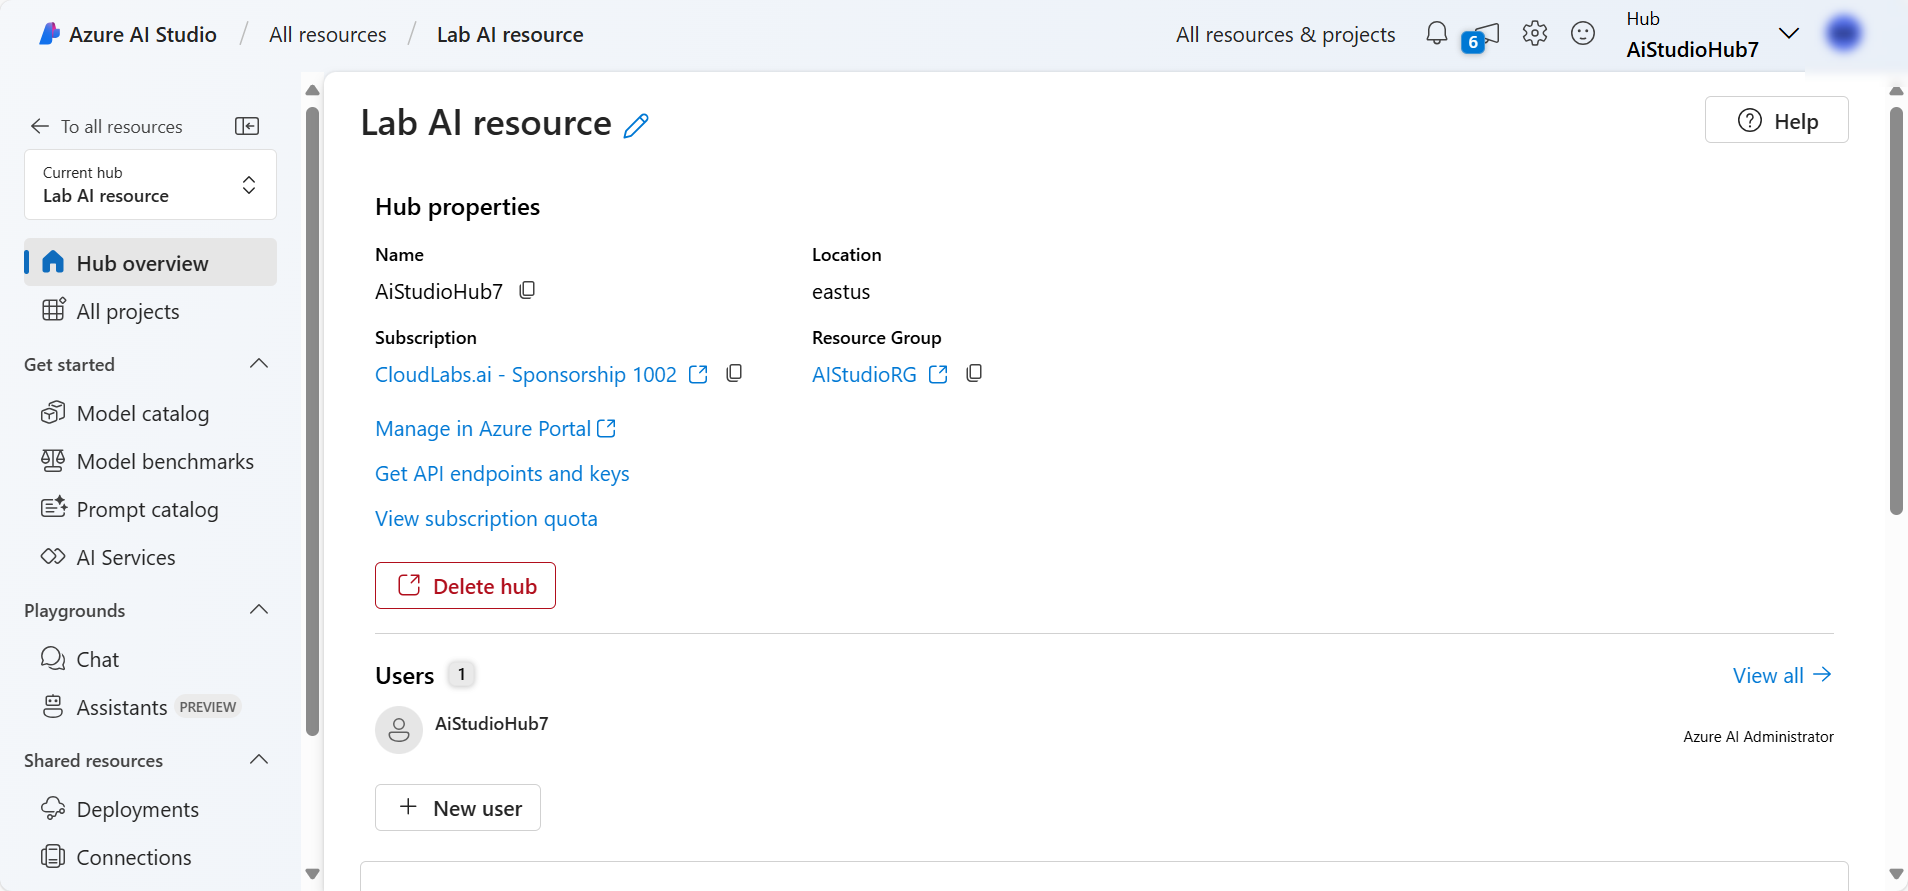 Azure AI Studio / All resources / Lab AI resource
All resources & projects
6
Hub
AiStudioHub7
To all resources
Current hub
Lab AI resource
Hub overview
All projects
Get started
Model catalog
Model benchmarks
Prompt catalog
AI Services
Playgrounds
Chat
Assistants PREVIEW
Shared resources
Deployments
Connections
Lab AI resource
Help
Hub properties
Name
AiStudioHub7
Location
eastus
Subscription
CloudLabs.ai - Sponsorship 1002
Resource Group
AIStudioRG
Manage in Azure Portal
Get API endpoints and keys
View subscription quota
Delete hub
Users 1
View all
AiStudioHub7
Azure AI Administrator
New user